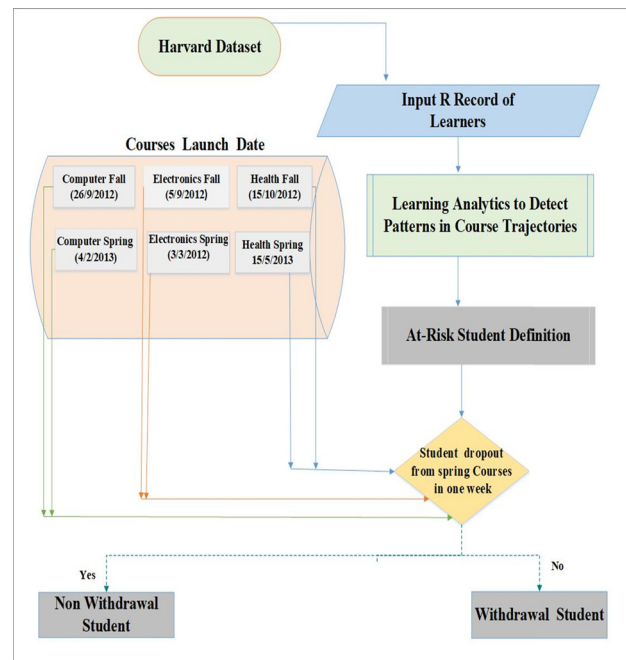 Harvard Dataset
Input R Record of
Learners
Courses Launch Date
Computer Fall
(26/9/2012)
Electronics Fall
(5/9/2012)
Health Fall
(15/10/2012)
Computer Spring
(4/2/2013)
Electronics Spring
(3/3/2012)
Health Spring
15/5/2013
Learning Analytics to Detect
Patterns in Course Trajectories
At-Risk Student Definition
Student dropout
from spring Courses
in one week
Yes
No
Non Withdrawal
Student
Withdrawal Student